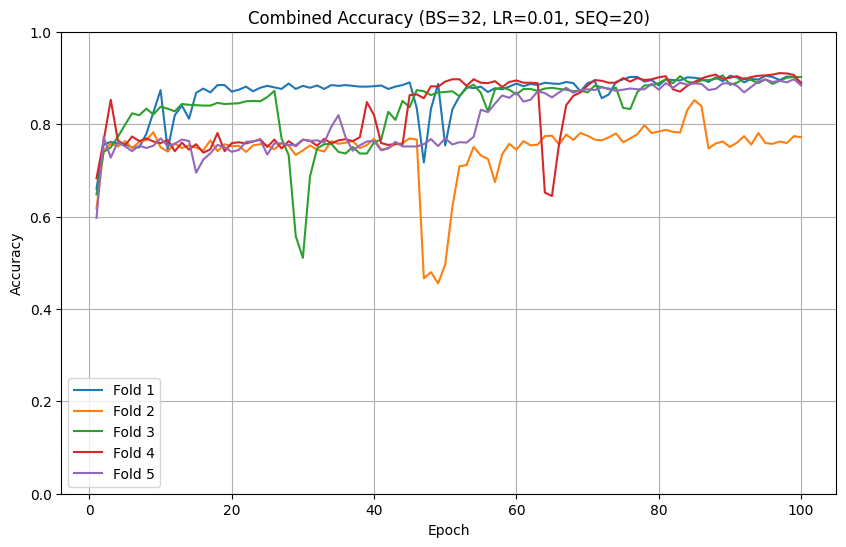 Combined Accuracy (BS=32, LR=0.01, SEQ=20)
1.0
0.8
0.6
0.4
0.2
0.0
Accuracy
Fold 1
Fold 2
Fold 3
Fold 4
Fold 5
0 20 40 60 80 100
Epoch